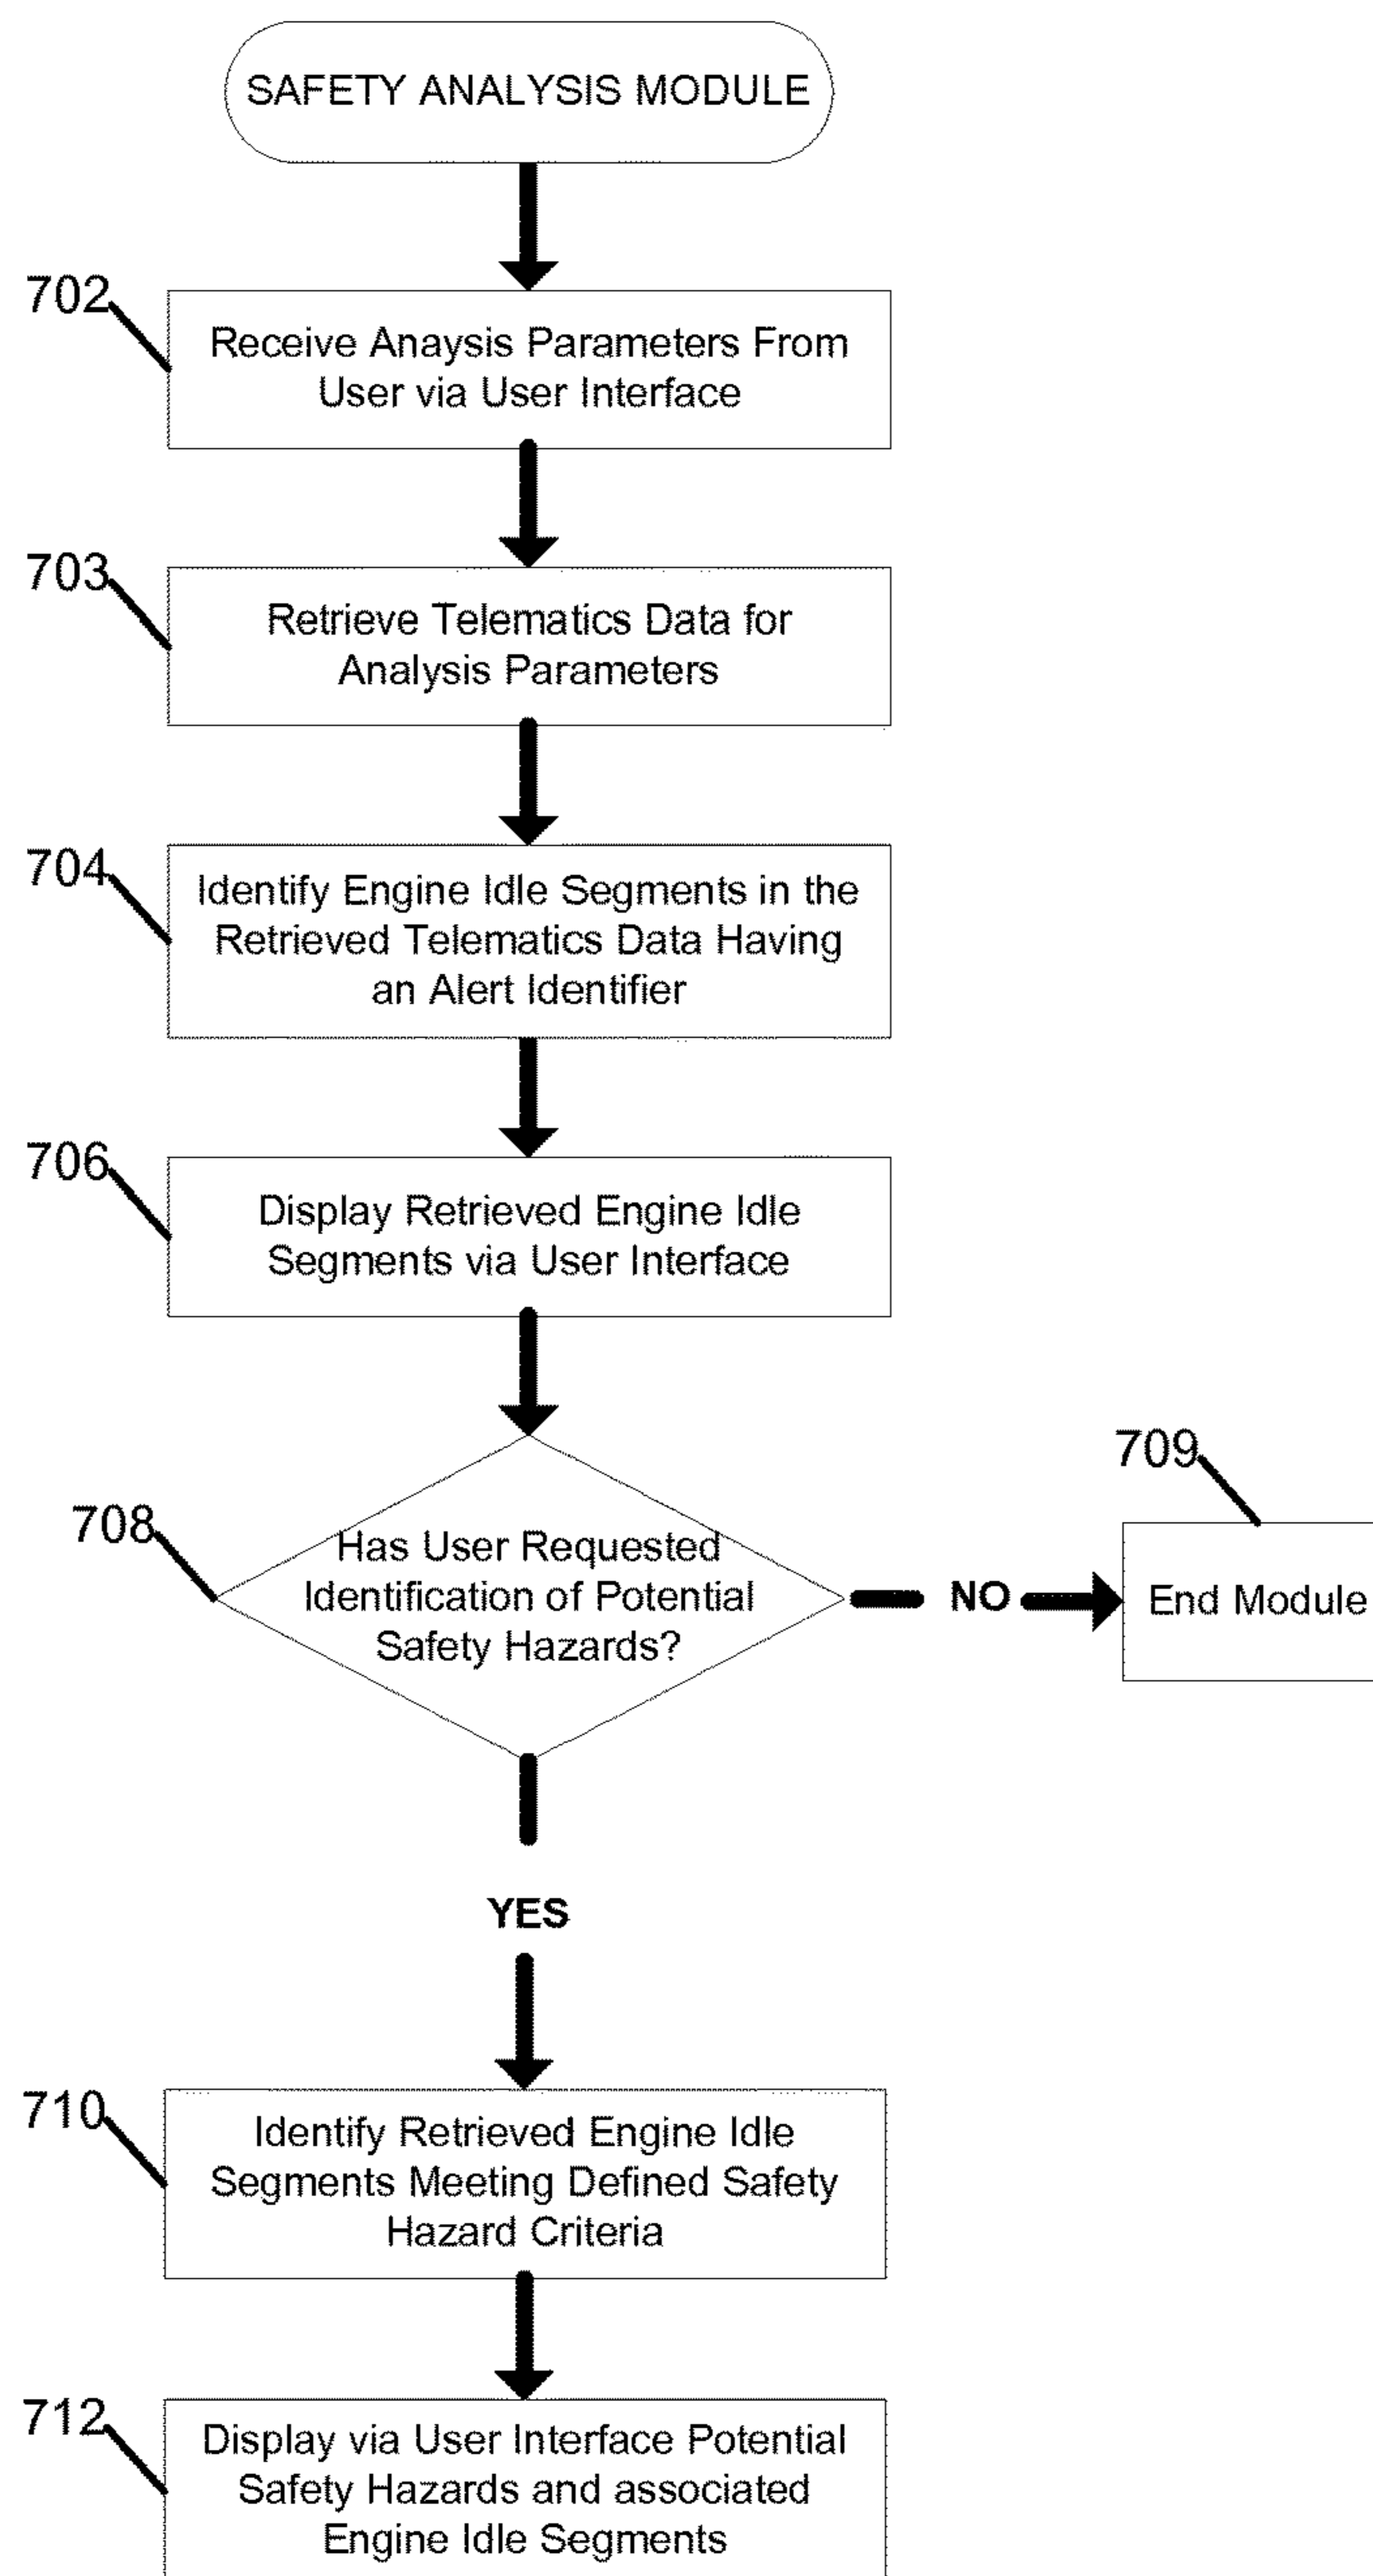 SAFETY ANALYSIS MODULE
702
Receive Anaysis Parameters From
User via User Interface
703
Retrieve Telematics Data for
Analysis Parameters
704
Identify Engine Idle Segments in the
Retrieved Telematics Data Having
an Alert Identifier
706
Display Retrieved Engine Idle
Segments via User Interface
708
Has User Requested
Identification of Potential
Safety Hazards?
NO
709
End Module
YES
710
Identify Retrieved Engine Idle
Segments Meeting Defined Safety
Hazard Criteria
712
Display via User Interface Potential
Safety Hazards and associated
Engine Idle Segments